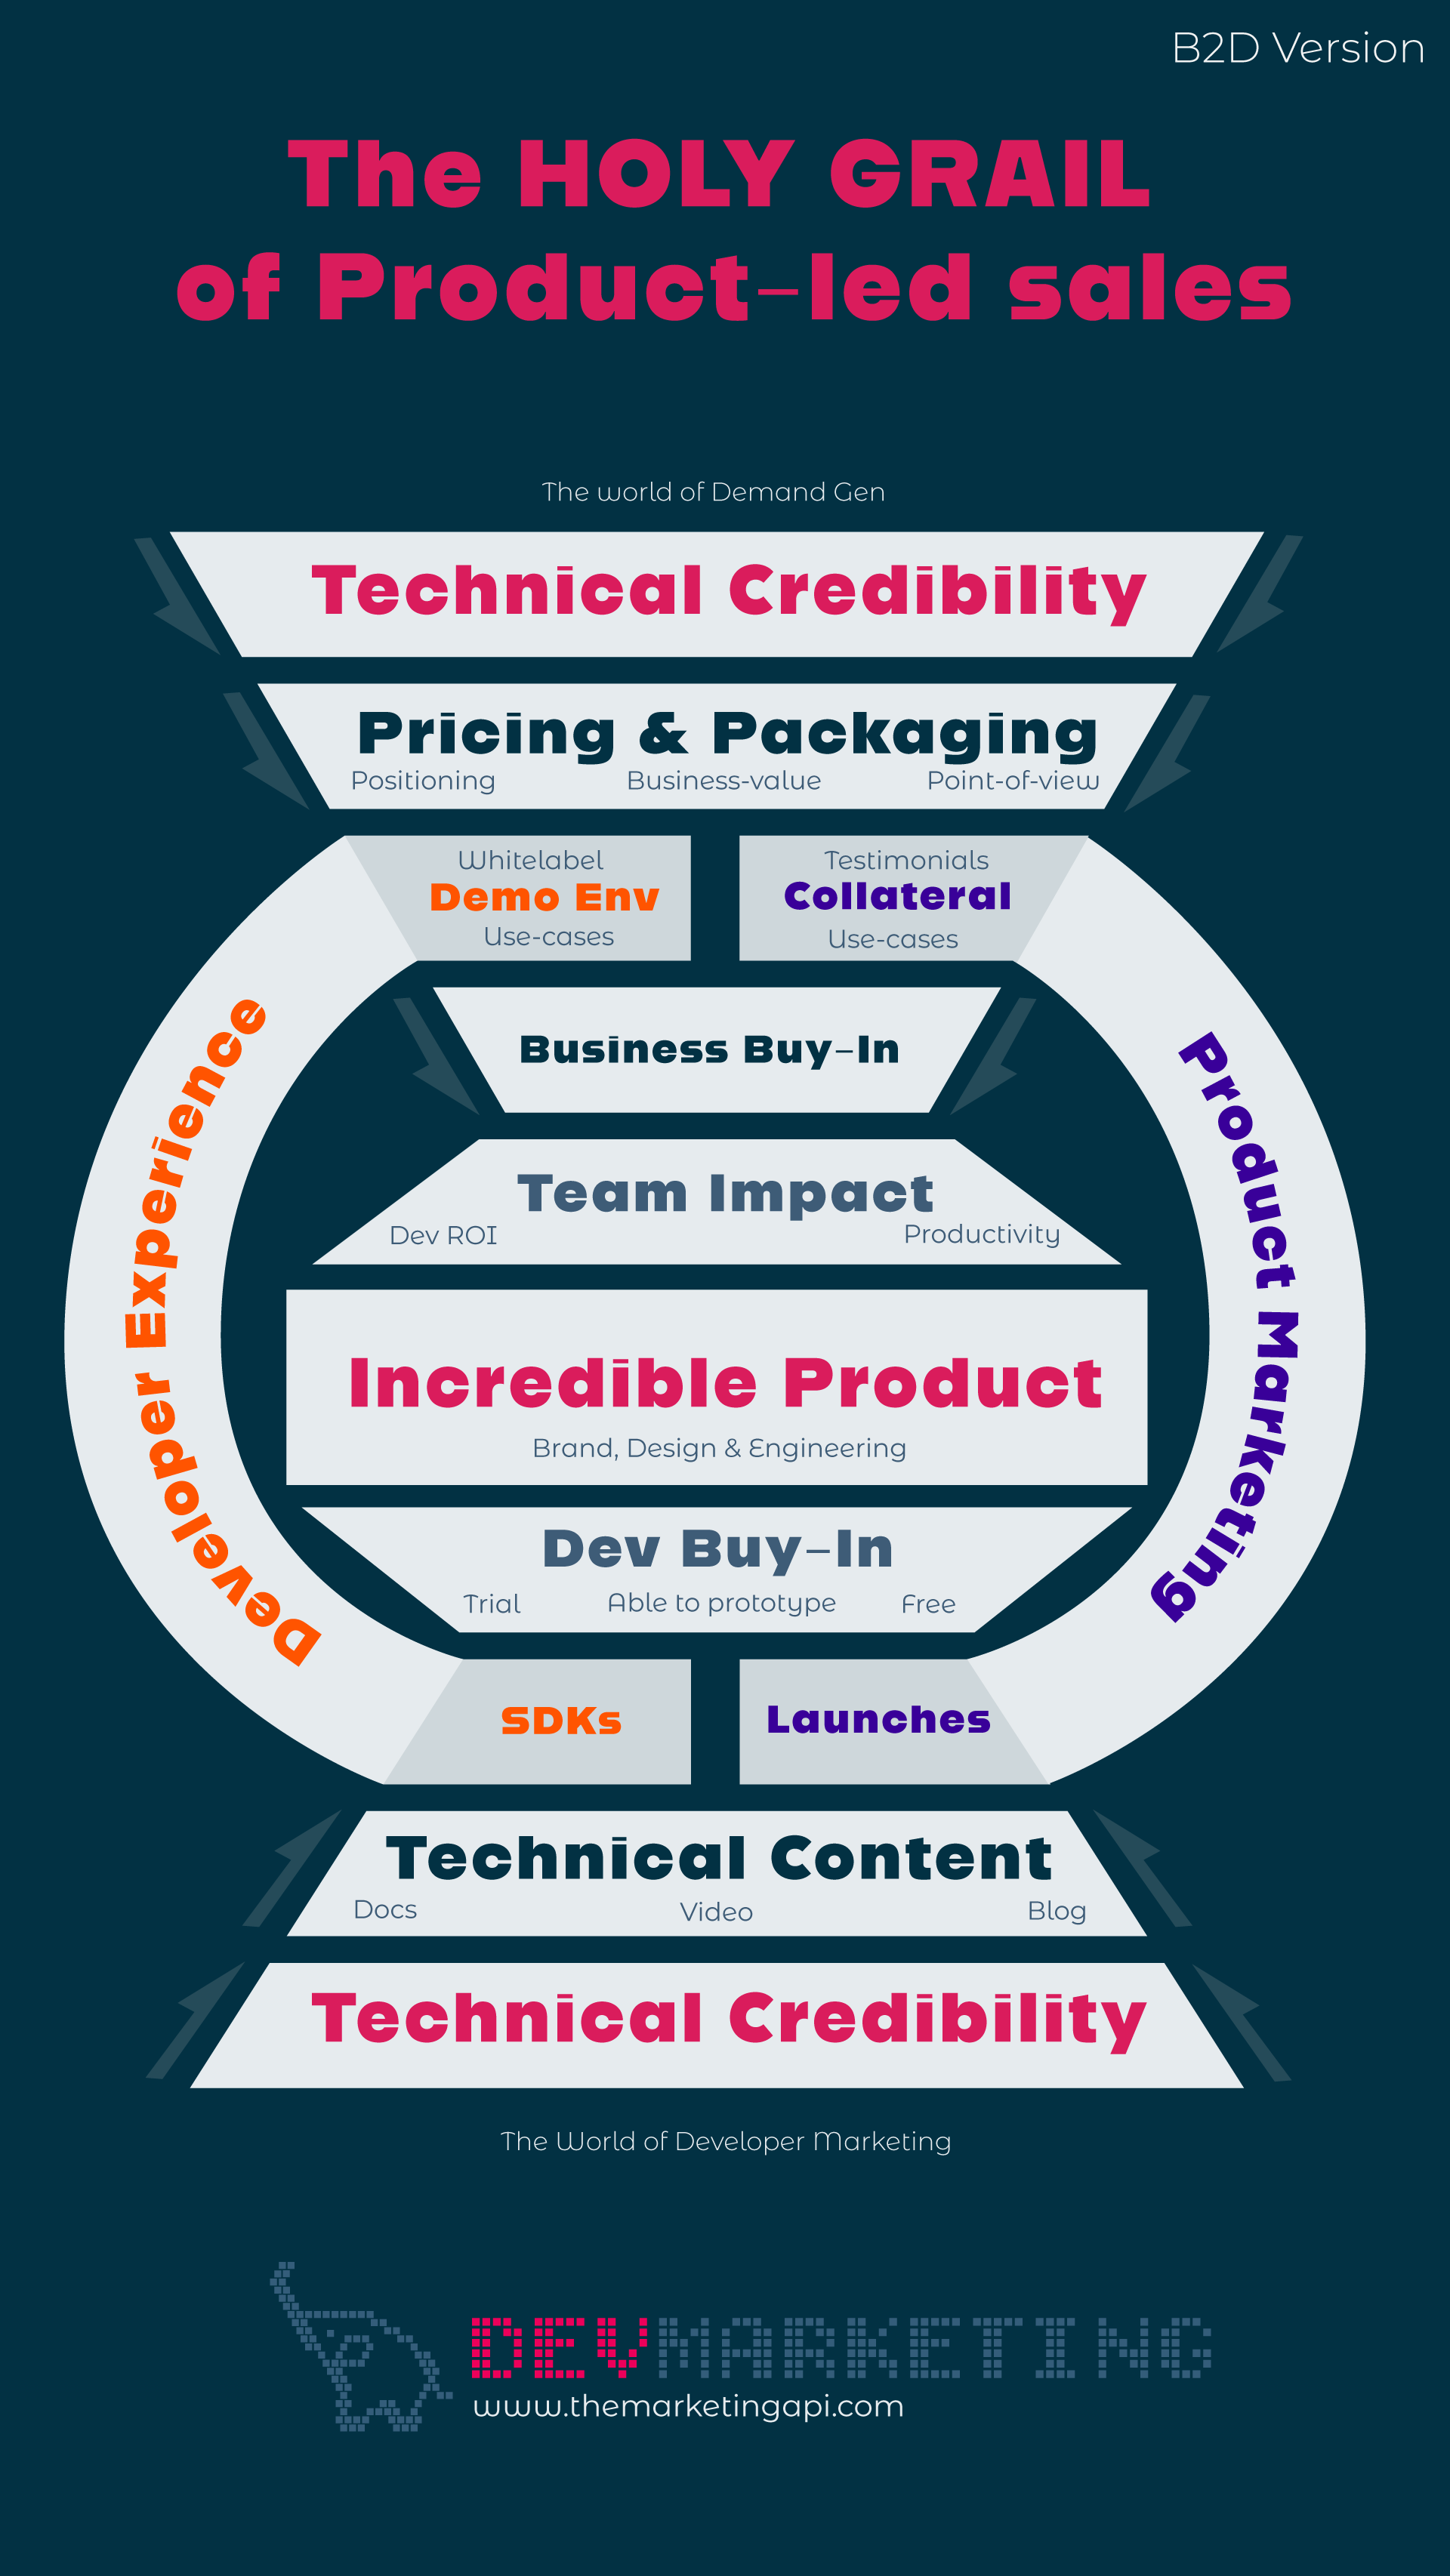 B2D Version
The HOLY GRAIL
of Product-led sales
The world of Demand Gen
Technical Credibility
Pricing & Packaging
Positioning Business-value Point-of-view
Whitelabel
Demo Env
Use-cases
Testimonials
Collateral
Use-cases
Developer Experience
Product Marketing
Business Buy-In
Team Impact
Dev ROI Productivity
Incredible Product
Brand, Design & Engineering
Dev Buy-In
Trial Able to prototype Free
SDKs
Launches
Technical Content
Docs Video Blog
Technical Credibility
The World of Developer Marketing
DEVMARKETING
www.themarketingapi.com